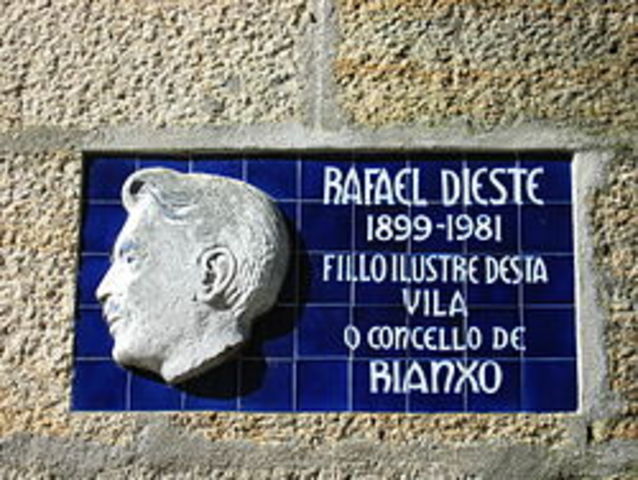 RAFAEL DIESTE
1899-1981
FILLO ILUSTRE DESTA
VILA
O CONCELLO DE
RIANXO